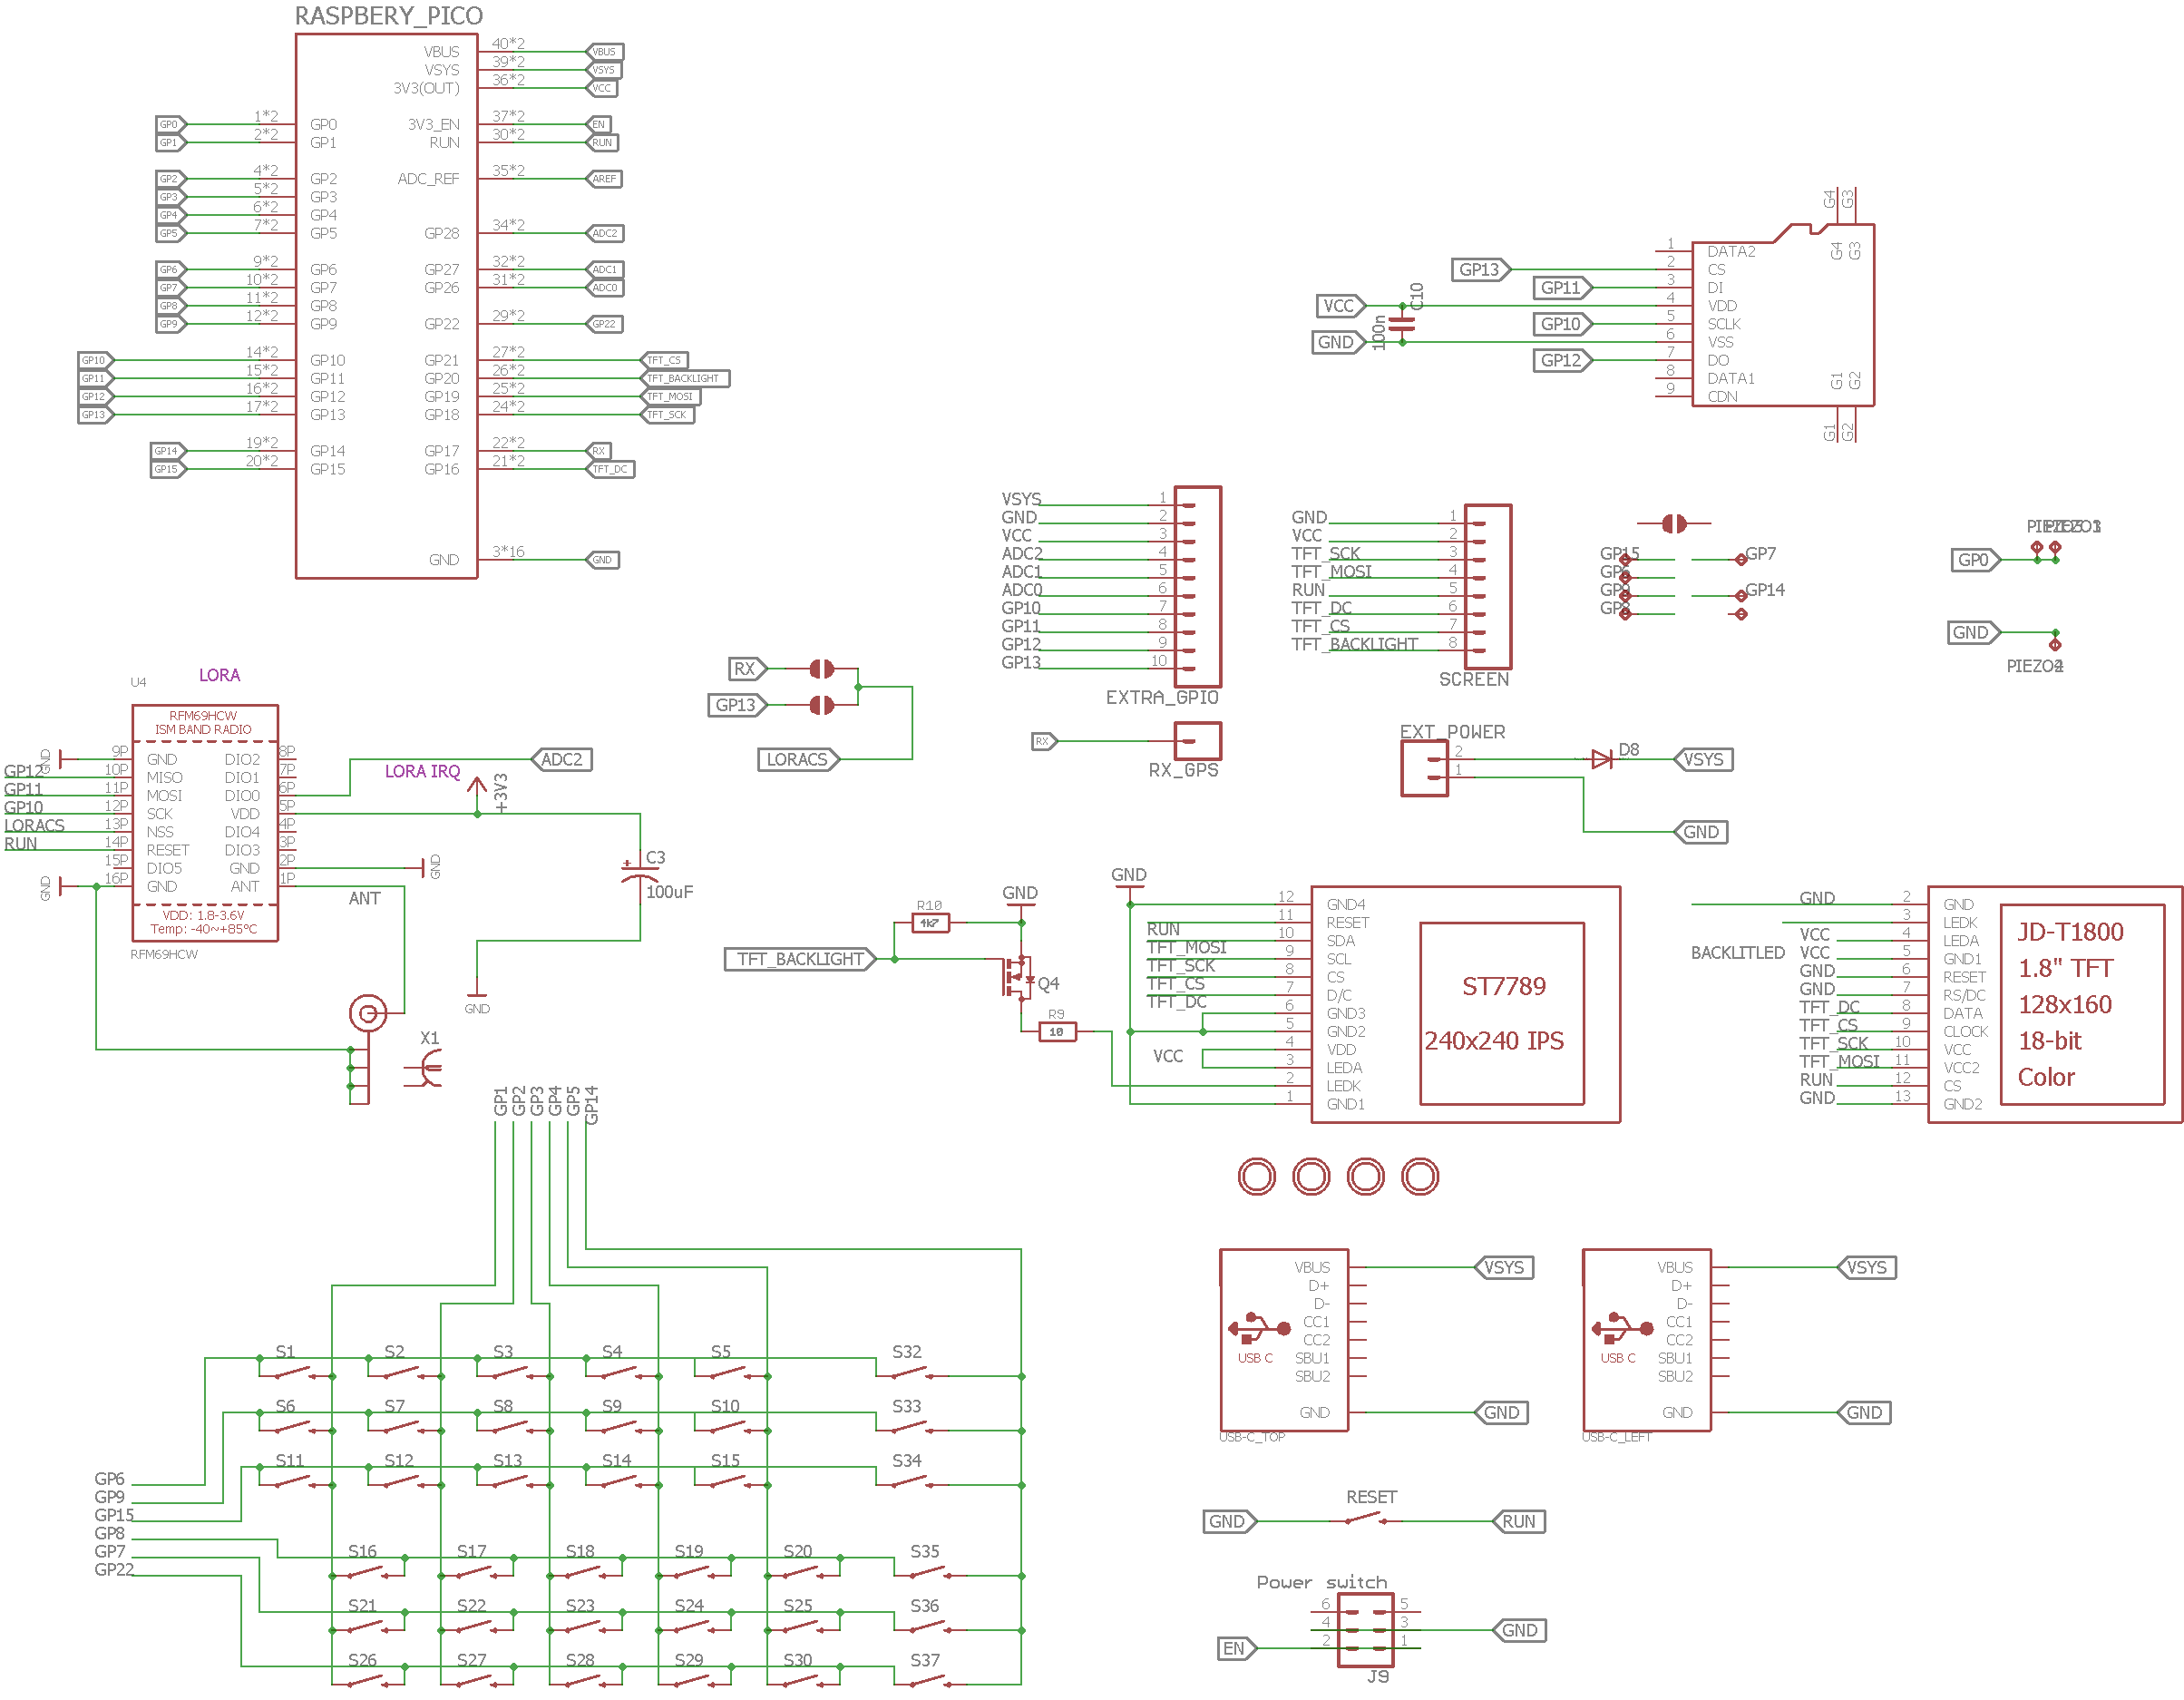 RASPBERY_PICO
VBUS 40*2 VBUS
VSYS 39*2 VSYS
3V3(OUT) 36*2 VCC
GP0 1*2 GP0 3V3_EN 37*2 EN
GP1 2*2 GP1 RUN 30*2 RUN
GP2 4*2 GP2 ADC_REF 35*2 AREF
GP3 5*2 GP3
GP4 6*2 GP4
GP5 7*2 GP5 GP28 34*2 ADC2
GP6 9*2 GP6 GP27 32*2 ADC1
GP7 10*2 GP7 GP26 31*2 ADC0
GP8 11*2 GP8
GP9 12*2 GP9 GP22 29*2 GP22
GP10 14*2 GP10 GP21 27*2 TFT_CS
GP11 15*2 GP11 GP20 26*2 TFT_BACKLIGHT
GP12 16*2 GP12 GP19 25*2 TFT_MOSI
GP13 17*2 GP13 GP18 24*2 TFT_SCK
GP14 19*2 GP14 GP17 22*2 RX
GP15 20*2 GP15 GP16 21*2 TFT_DC
GND 3*16 GND
G4 G3
G4 G3
1 DATA2
GP13 2 CS
GP11 3 DI
VCC C10 4 VDD
GP10 5 SCLK
GND 100n 6 VSS
GP12 7 DO
8 DATA1
9 CDN
G1 G2
G1 G2
VSYS 1
GND 2
VCC 3
ADC2 4
ADC1 5
ADC0 6
GP10 7
GP11 8
GP12 9
GP13 10
EXTRA_GPIO
GND 1
VCC 2
TFT_SCK 3
TFT_MOSI 4
RUN 5
TFT_DC 6
TFT_CS 7
TFT_BACKLIGHT 8
SCREEN
GP15 GP7
GP14
GP0
GND
RX
GP13
LORACS
RX
RX_GPS
EXT_POWER
2 D8 VSYS
1
GND
LORA
U4
RFM69HCW
ISM BAND RADIO
GND 9P GND DIO2 8P ADC2
GP12 10P MISO DIO1 7P LORA IRQ
GP11 11P MOSI DIO0 6P +3V3
GP10 12P SCK VDD 5P
LORACS 13P NSS DIO4 4P
RUN 14P RESET DIO3 3P
15P DIO5 GND 2P GND
GND 16P GND ANT 1P
ANT
VDD: 1.8-3.6V
Temp: -40~+85°C
RFM69HCW
C3
100uF
GND
X1
R10
4k7
GND
TFT_BACKLIGHT
Q4
R9
10
GND
12 GND4
RUN 11 RESET
TFT_MOSI 10 SDA
TFT_SCK 9 SCL
TFT_CS 8 CS
TFT_DC 7 D/C
6 GND3
5 GND2
VCC 4 VDD
3 LEDA
2 LEDK
1 GND1
ST7789
240x240 IPS
GND 2 GND
BACKLITLED 3 LEDK
VCC 4 LEDA
VCC 5 GND1
GND 6 RESET
GND 7 RS/DC
TFT_DC 8 DATA
TFT_CS 9 CLOCK
TFT_SCK 10 VCC
TFT_MOSI 11 VCC2
RUN 12 CS
GND 13 GND2
JD-T1800
1.8" TFT
128x160
18-bit
Color
GP1 GP2 GP3 GP4 GP5 GP14
S1 S2 S3 S4 S5 S32
S6 S7 S8 S9 S10 S33
S11 S12 S13 S14 S15 S34
GP6
GP9
GP15
GP8
GP7
GP22
S16 S17 S18 S19 S20 S35
S21 S22 S23 S24 S25 S36
S26 S27 S28 S29 S30 S37
VBUS VSYS
D+
D-
CC1
CC2
USB C
SBU1
SBU2
GND GND
USB-C_TOP
VBUS VSYS
D+
D-
CC1
CC2
USB C
SBU1
SBU2
GND GND
USB-C_LEFT
RESET
GND RUN
Power switch
6 5
4 3 GND
EN 2 1
J9